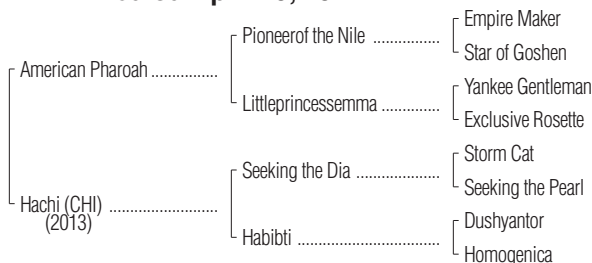 Empire Maker
Pioneerof the Nile ................
Star of Goshen
American Pharoah ................
Yankee Gentleman
Littleprincessemma ..............
Exclusive Rosette
Storm Cat
Seeking the Dia ....................
Seeking the Pearl
Hachi (CHI) ..........................
(2013)
Dushyantor
Habibti ..................................
Homogenica